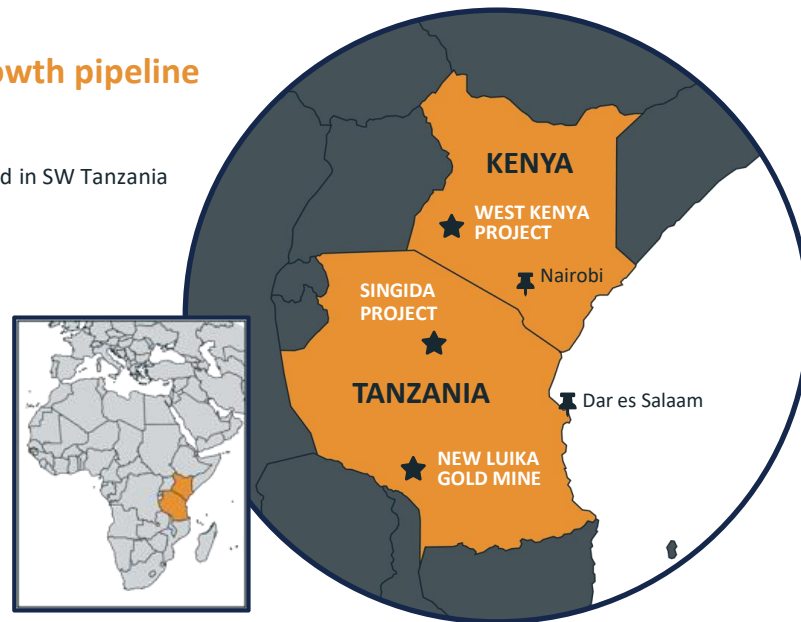 owth pipeline
d in SW Tanzania
KENYA
WEST KENYA
PROJECT
Nairobi
SINGIDA
PROJECT
TANZANIA
Dar es Salaam
NEW LUIKA
GOLD MINE